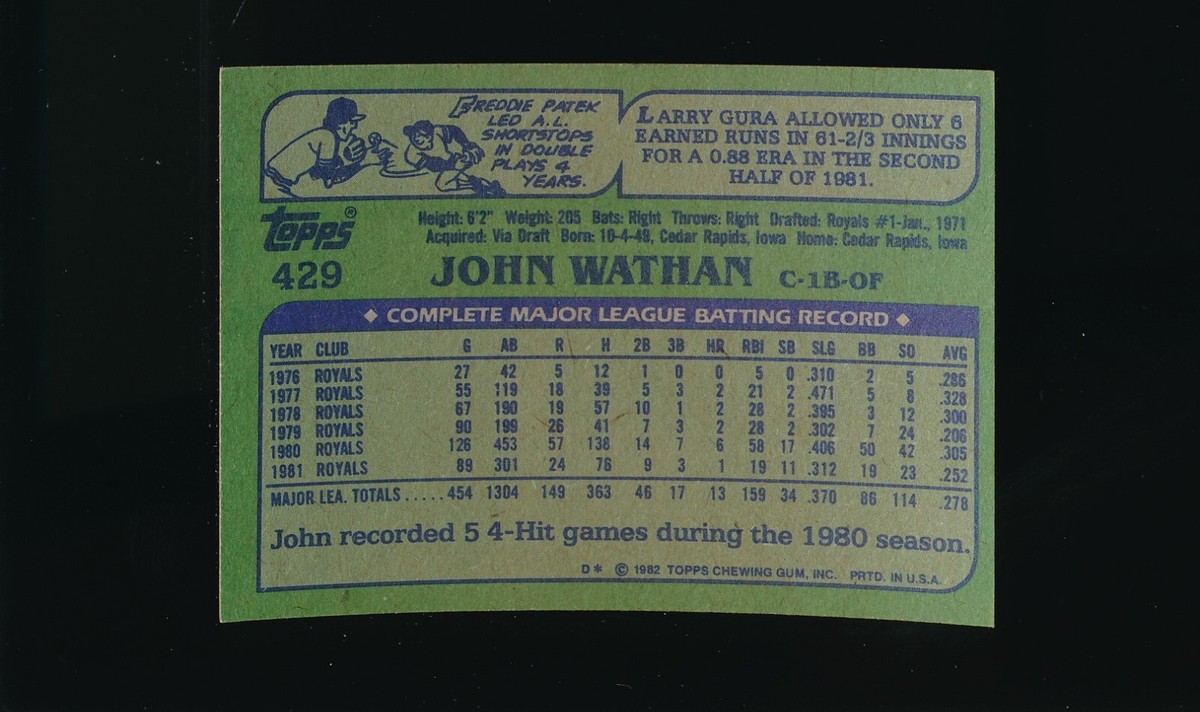 FREDDIE PATEK
LED A.L.
SHORTSTOPS
IN DOUBLE
PLAYS 4
YEARS.
LARRY GURA ALLOWED ONLY 6
EARNED RUNS IN 61-2/3 INNINGS
FOR A 0.88 ERA IN THE SECOND
HALF OF 1981.
topps®
Height: 6'2" Weight: 205 Bats: Right Throws: Right Drafted: Royals #1-Jan., 1971
Acquired: Via Draft Born: 10-4-49, Cedar Rapids, Iowa Home: Cedar Rapids, Iowa
429 JOHN WATHAN C-1B-OF
◆ COMPLETE MAJOR LEAGUE BATTING RECORD ◆
YEAR CLUB G AB R H 2B 3B HR RBI SB SLG BB SO AVG
1976 ROYALS 27 42 5 12 1 0 0 5 0 .310 2 5 .286
1977 ROYALS 55 119 18 39 5 3 2 21 2 .471 5 8 .328
1978 ROYALS 67 190 19 57 10 1 2 28 2 .395 3 12 .300
1979 ROYALS 90 199 26 41 7 3 2 28 2 .302 7 24 .206
1980 ROYALS 126 453 57 138 14 7 6 58 17 .406 50 42 .305
1981 ROYALS 89 301 24 76 9 3 1 19 11 .312 19 23 .252
MAJOR LEA. TOTALS.....454 1304 149 363 46 17 13 159 34 .370 86 114 .278
John recorded 5 4-Hit games during the 1980 season.
D* © 1982 TOPPS CHEWING GUM, INC. PRTD. IN U.S.A.